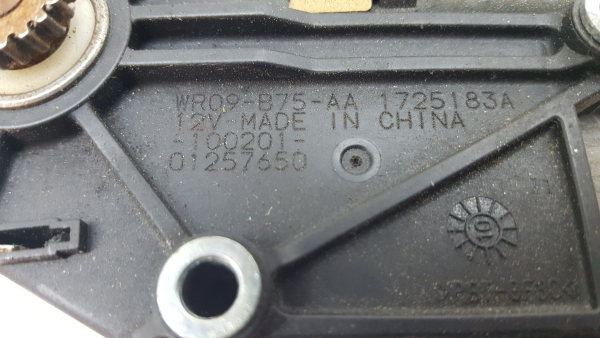 WR09-B75-AA 1725183A
12V MADE IN CHINA
-100201-
01257650